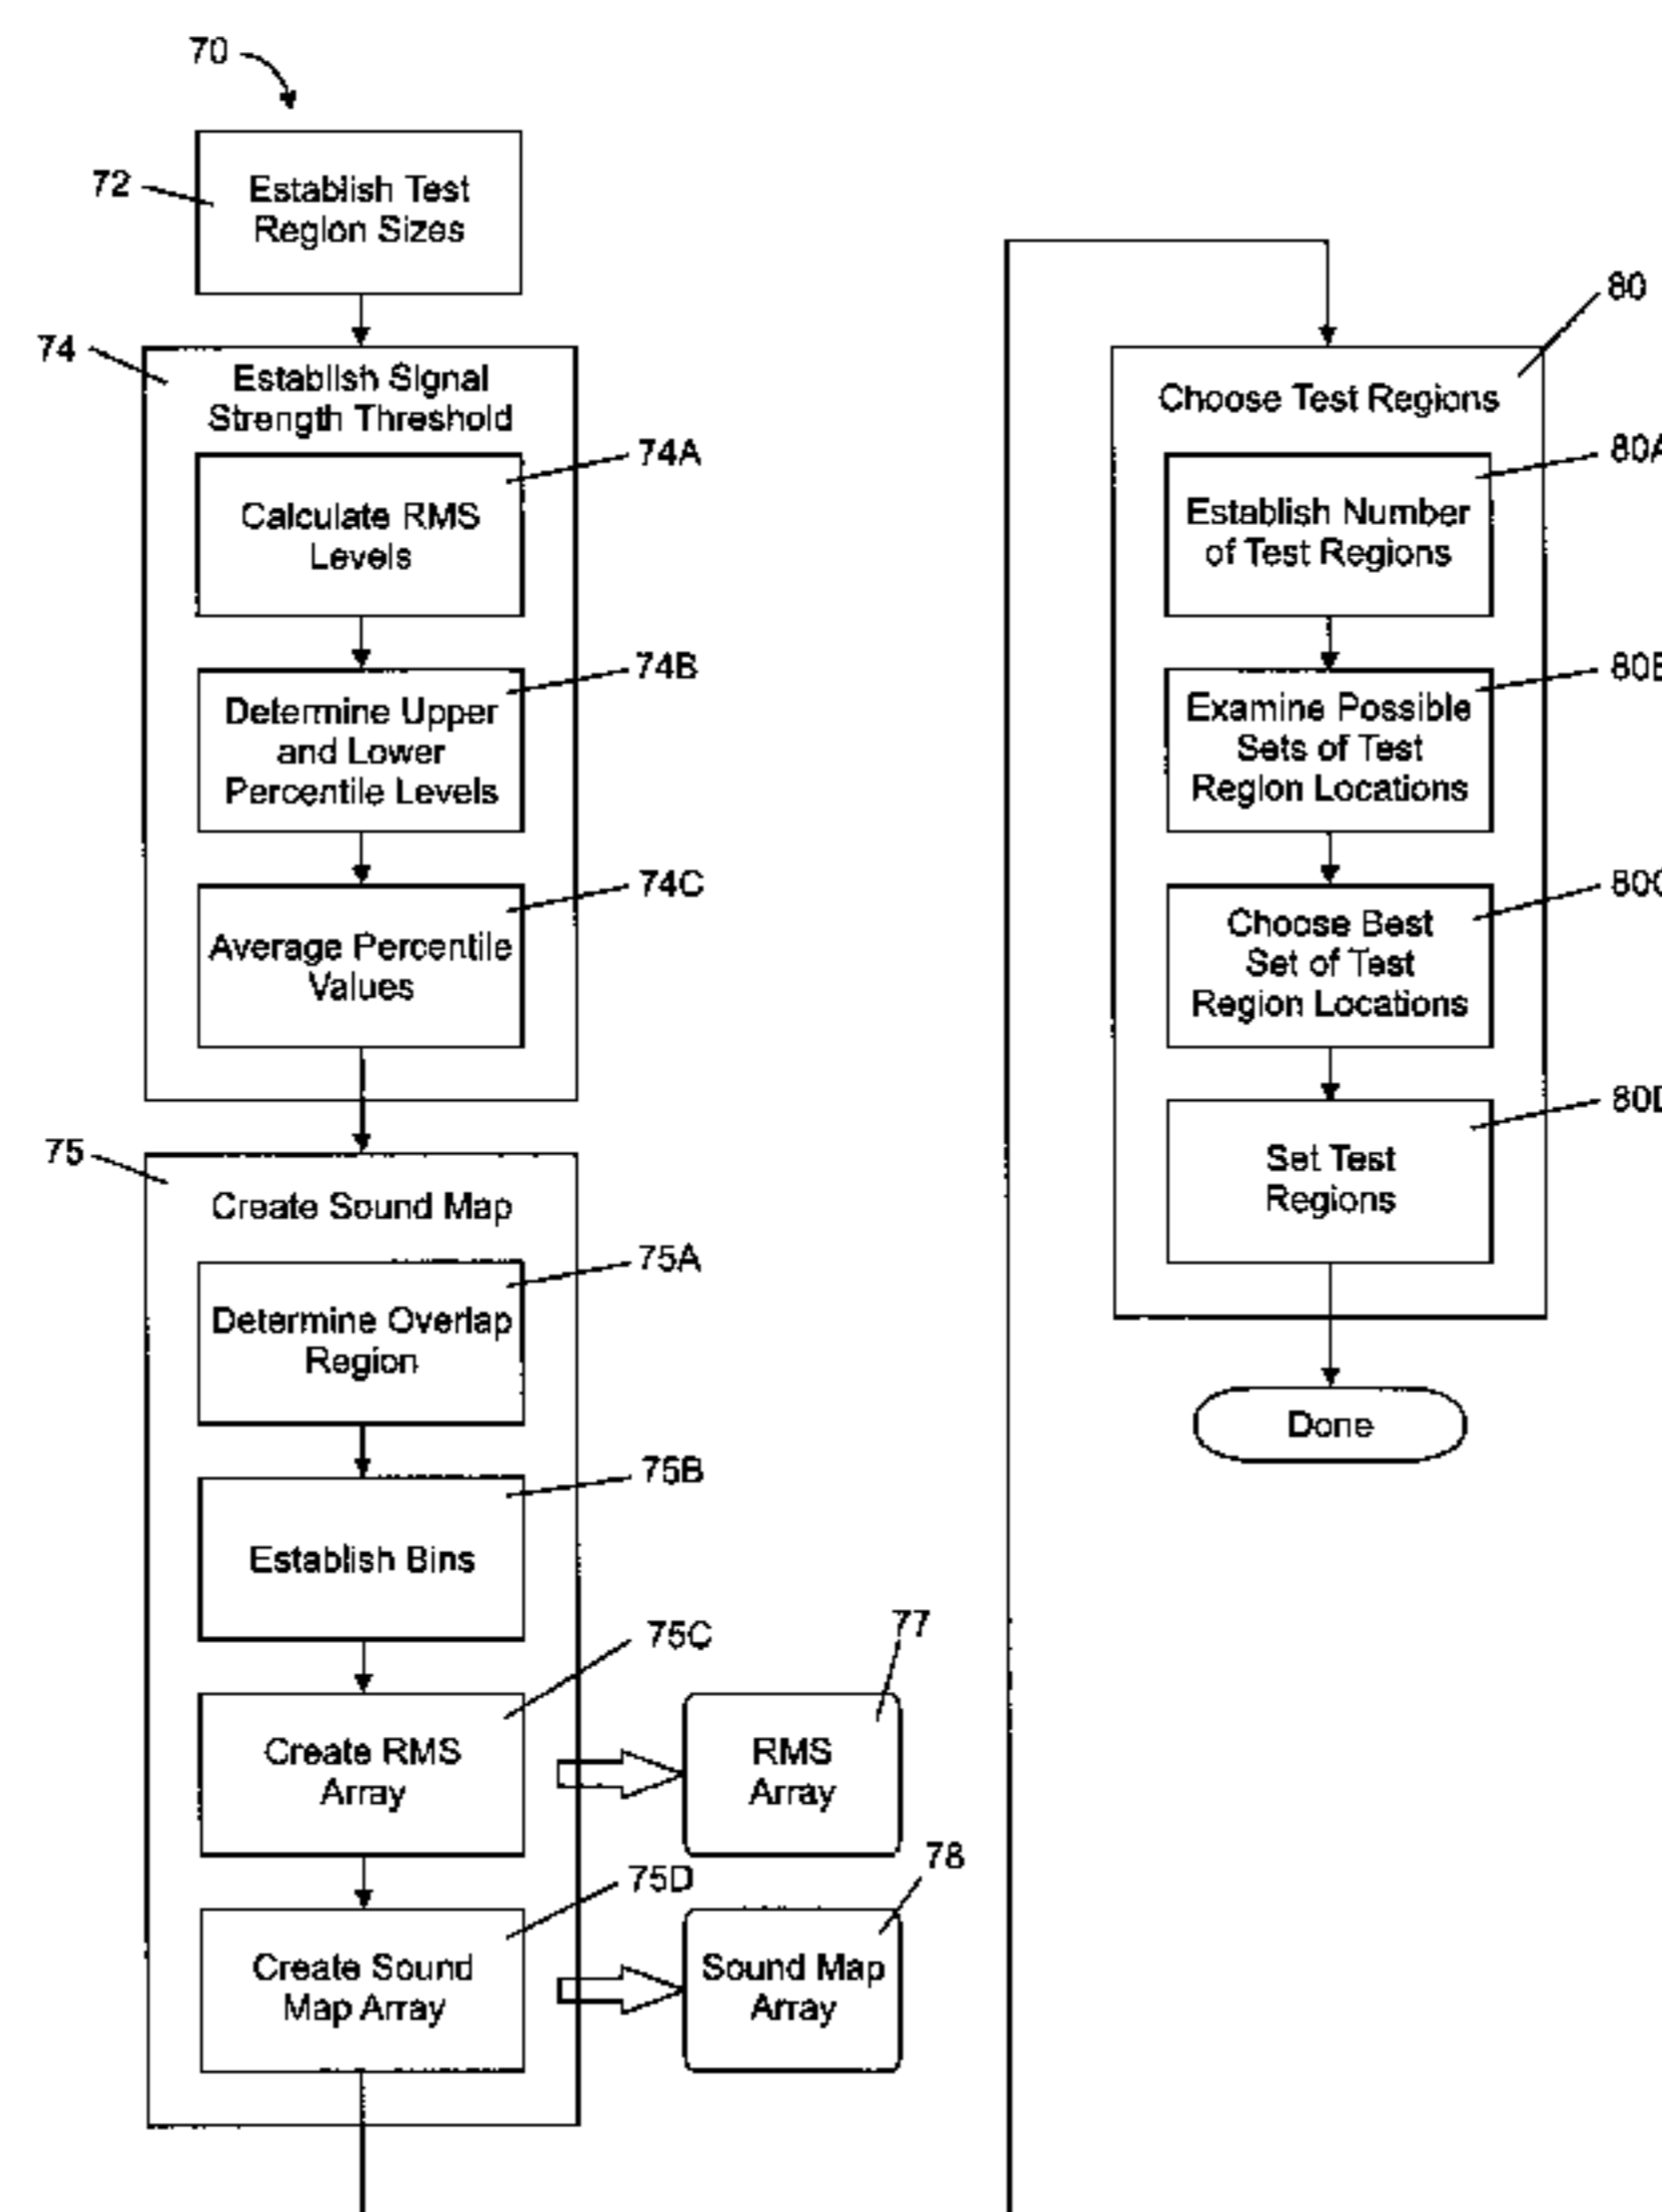 70
72
Establish Test
Region Sizes
74
Establish Signal
Strength Threshold
74A
Calculate RMS
Levels
74B
Determine Upper
and Lower
Percentile Levels
74C
Average Percentile
Values
75
Create Sound Map
75A
Determine Overlap
Region
75B
Establish Bins
75C
Create RMS
Array
77
RMS
Array
75D
Create Sound
Map Array
78
Sound Map
Array
80
Choose Test Regions
80A
Establish Number
of Test Regions
80B
Examine Possible
Sets of Test
Region Locations
80C
Choose Best
Set of Test
Region Locations
80D
Set Test
Regions
Done